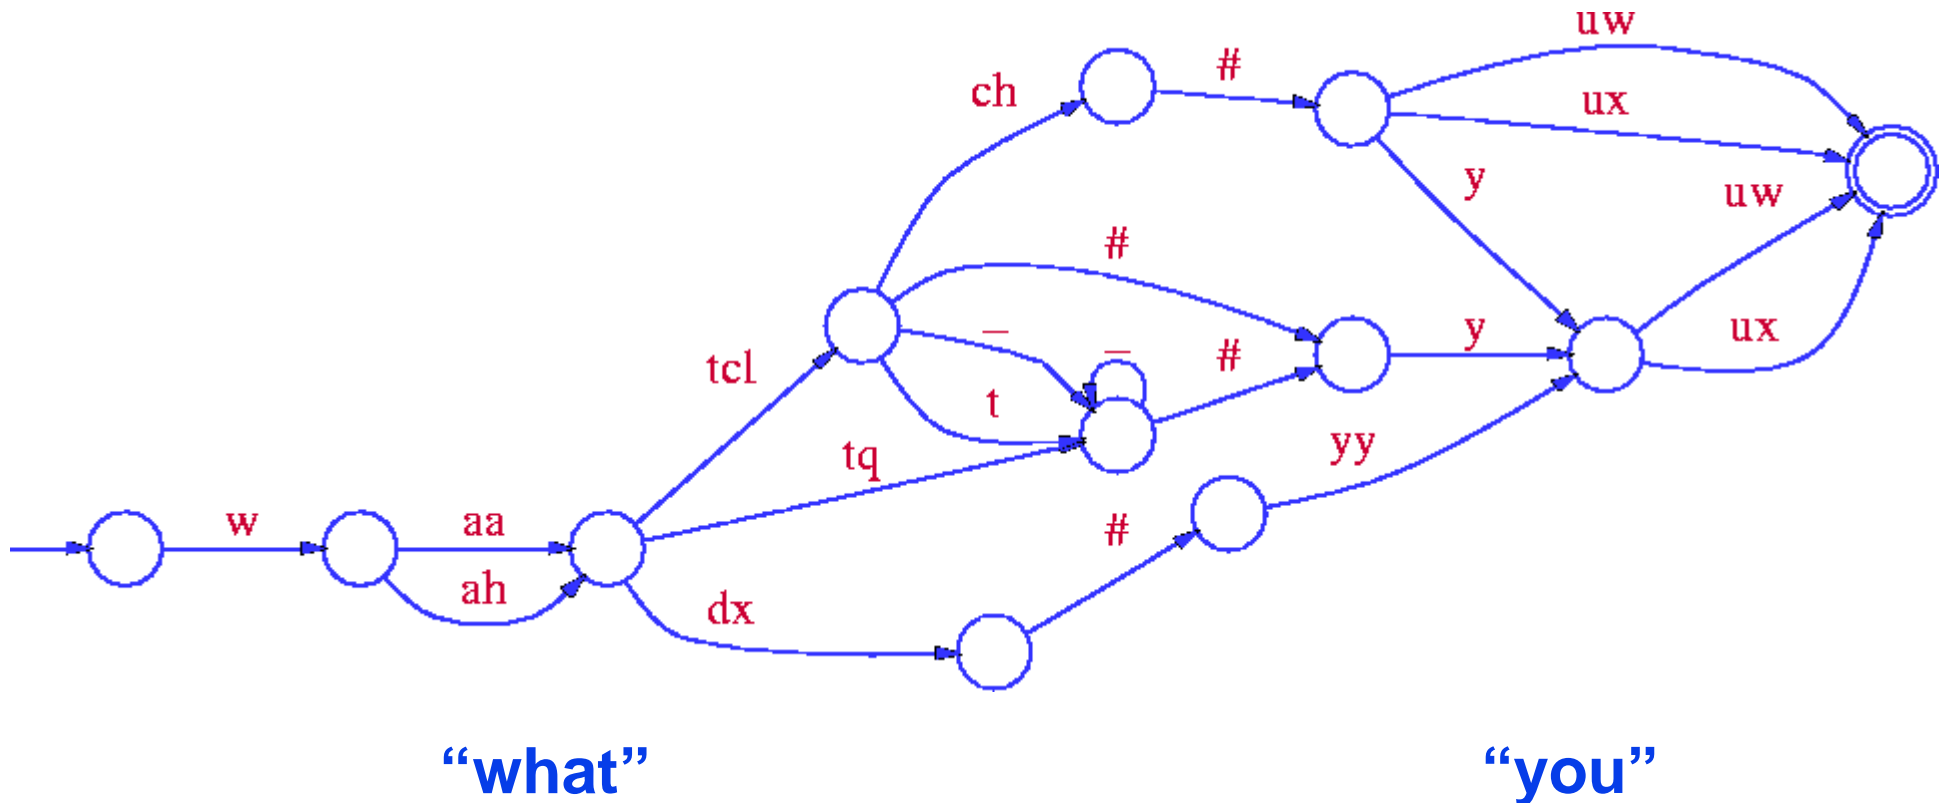 uw
ch # ux
y uw
#
_ _ # y ux
tcl t
tq yy
w aa #
ah dx
“what” “you”